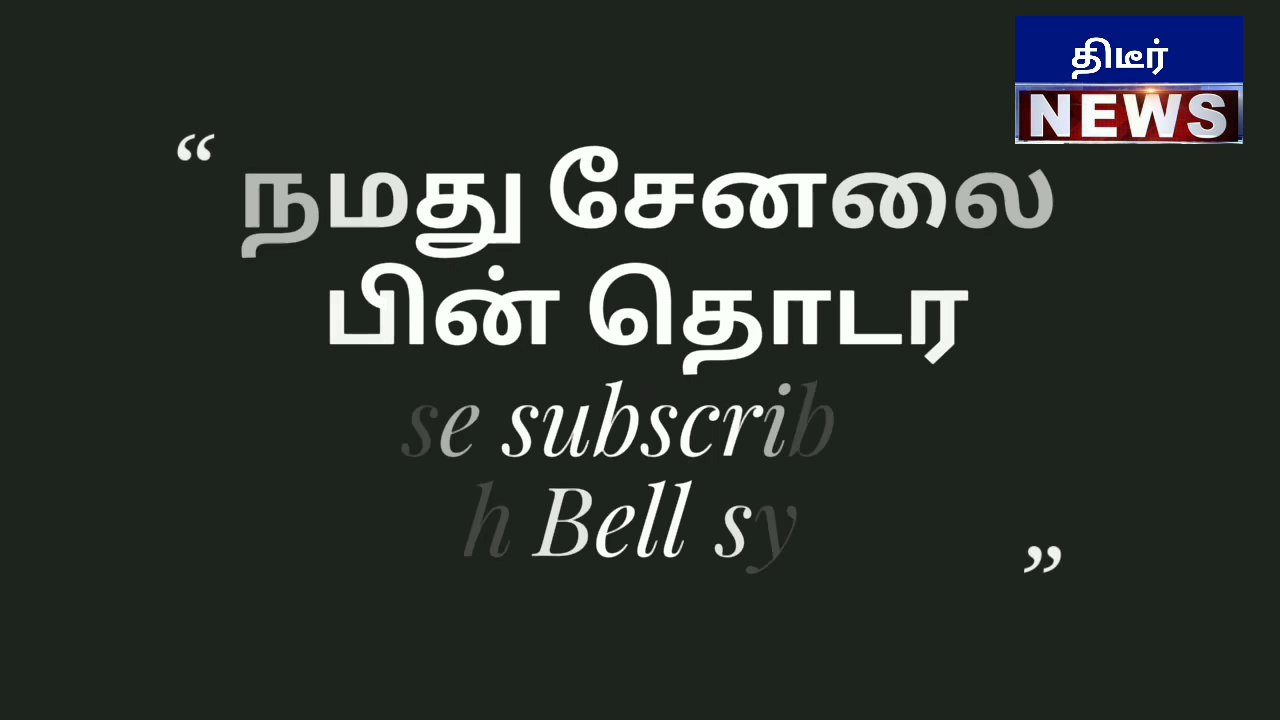 திடீர்
NEWS
“ நமது சேனலை
பின் தொடர
se subscrib
h Bell sy ”